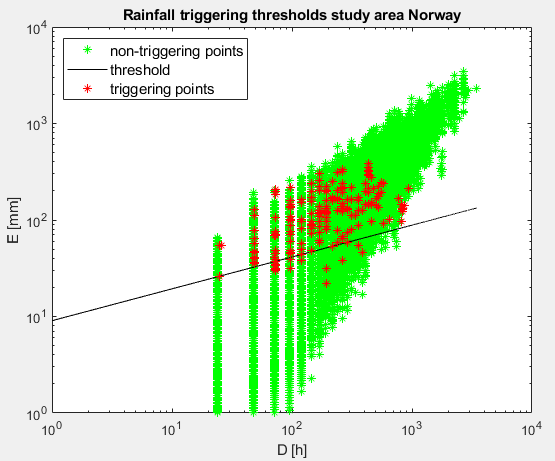 Rainfall triggering thresholds study area Norway
10^4
non-triggering points
threshold
triggering points
10^3
E [mm]
10^2
10^1
10^0
10^0 10^1 10^2 10^3 10^4
D [h]